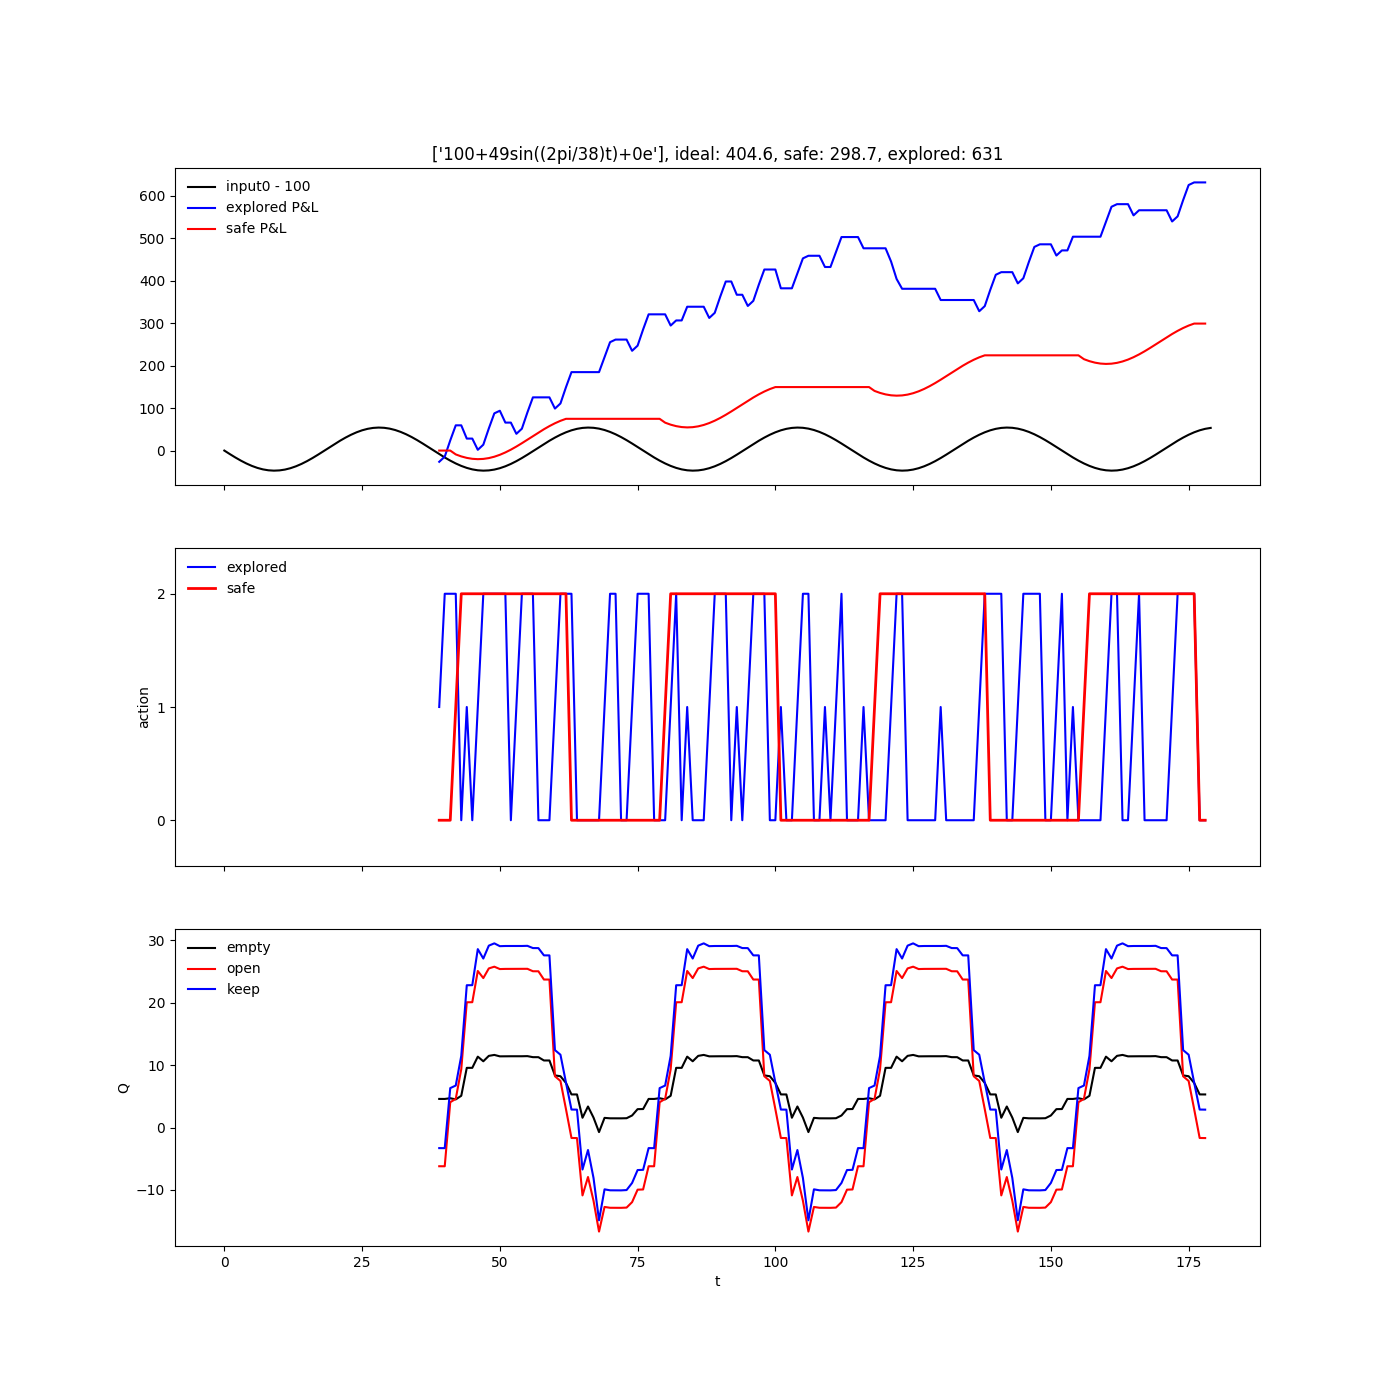 ['100+49sin((2pi/38)t)+0e'], ideal: 404.6, safe: 298.7, explored: 631
input0 - 100
explored P&L
safe P&L
600
500
400
300
200
100
0
explored
safe
2
1
0
action
empty
open
keep
30
20
10
0
−10
Q
0 25 50 75 100 125 150 175
t